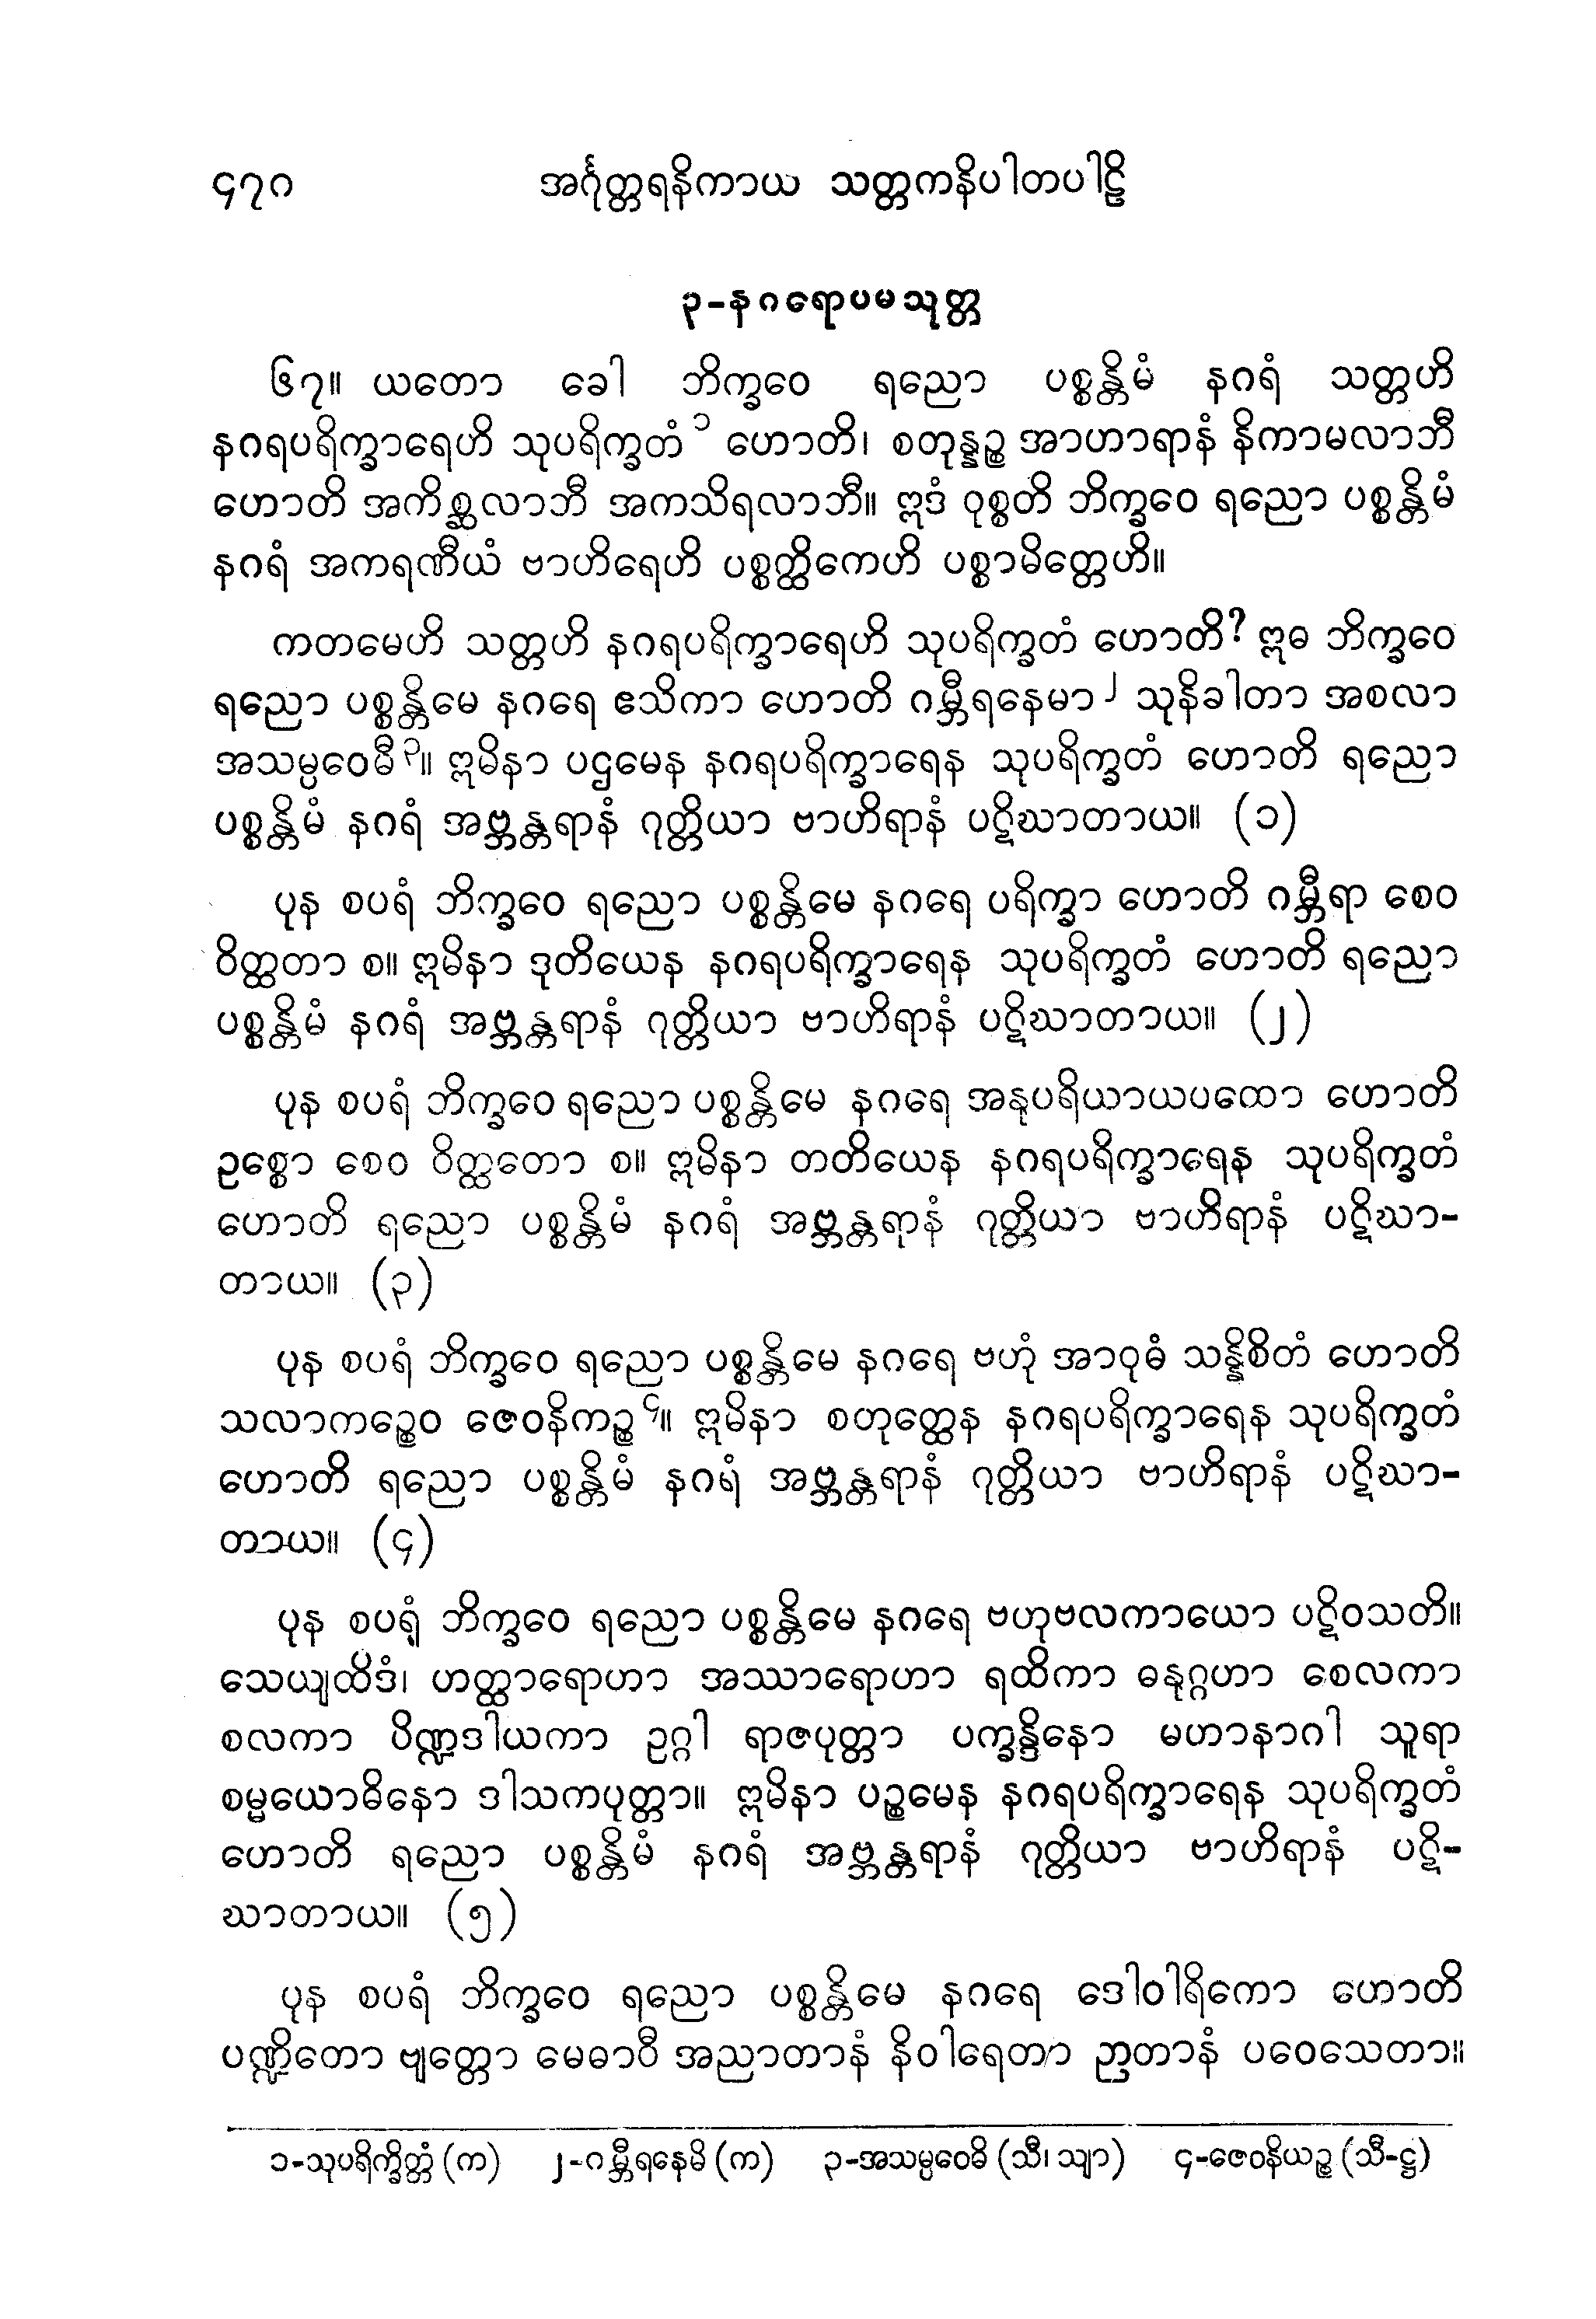 ၄၇၀ အင်္ဂုတ္တရနိကာယ သတ္တကနိပါတပါဠိ
၃-နဂရောပမသုတ္တ
၆၇။ ယတော ခေါ ဘိက္ခဝေ ရညော ပစ္စန္တိမံ နဂရံ သတ္တဟိ
နဂရပရိက္ခာရေဟိ သုပရိက္ခတံ ၁ ဟောတိ၊ စတုန္နဉ္စ အာဟာရာနံ နိကာမလာဘီ
ဟောတိ အကိစ္ဆလာဘီ အကသိရလာဘီ။ ဣဒံ ဝုစ္စတိ ဘိက္ခဝေ ရညော ပစ္စန္တိမံ
နဂရံ အကရဏီယံ ဗာဟိရေဟိ ပစ္စတ္ထိကေဟိ ပစ္စာမိတ္တေဟိ။
ကတမေဟိ သတ္တဟိ နဂရပရိက္ခာရေဟိ သုပရိက္ခတံ ဟောတိ? ဣဓ ဘိက္ခဝေ
ရညော ပစ္စန္တိမေ နဂရေ ဧသိကာ ဟောတိ ဂမ္ဘီရနေမာ ၂ သုနိခါတာ အစလာ
အသမ္ပဝေဓီ ၃။ ဣမိနာ ပဌမေန နဂရပရိက္ခာရေန သုပရိက္ခတံ ဟောတိ ရညော
ပစ္စန္တိမံ နဂရံ အဗ္ဘန္တရာနံ ဂုတ္တိယာ ဗာဟိရာနံ ပဋိဃာတာယ။ (၁)
ပုန စပရံ ဘိက္ခဝေ ရညော ပစ္စန္တိမေ နဂရေ ပရိက္ခာ ဟောတိ ဂမ္ဘီရာ စေဝ
ဝိတ္ထတာ စ။ ဣမိနာ ဒုတိယေန နဂရပရိက္ခာရေန သုပရိက္ခတံ ဟောတိ ရညော
ပစ္စန္တိမံ နဂရံ အဗ္ဘန္တရာနံ ဂုတ္တိယာ ဗာဟိရာနံ ပဋိဃာတာယ။ (၂)
ပုန စပရံ ဘိက္ခဝေ ရညော ပစ္စန္တိမေ နဂရေ အနုပရိယာယပထော ဟောတိ
ဥစ္စော စေဝ ဝိတ္ထတော စ။ ဣမိနာ တတိယေန နဂရပရိက္ခာရေန သုပရိက္ခတံ
ဟောတိ ရညော ပစ္စန္တိမံ နဂရံ အဗ္ဘန္တရာနံ ဂုတ္တိယာ ဗာဟိရာနံ ပဋိဃာ-
တာယ။ (၃)
ပုန စပရံ ဘိက္ခဝေ ရညော ပစ္စန္တိမေ နဂရေ ဗဟုံ အာဝုဓံ သန္နိစိတံ ဟောတိ
သလာကဉ္စေဝ ဇေဝနိကဉ္စ ၄။ ဣမိနာ စတုတ္ထေန နဂရပရိက္ခာရေန သုပရိက္ခတံ
ဟောတိ ရညော ပစ္စန္တိမံ နဂရံ အဗ္ဘန္တရာနံ ဂုတ္တိယာ ဗာဟိရာနံ ပဋိဃာ-
တာယ။ (၄)
ပုန စပရံ ဘိက္ခဝေ ရညော ပစ္စန္တိမေ နဂရေ ဗဟုဗလကာယော ပဋိဝသတိ။
သေယျထိဒံ၊ ဟတ္ထာရောဟာ အဿာရောဟာ ရထိကာ ဓနုဂ္ဂဟာ စေလကာ
စလကာ ပိဏ္ဍဒါယကာ ဥဂ္ဂါ ရာဇပုတ္တာ ပက္ခန္ဒိနော မဟာနာဂါ သူရာ
စမ္မယောဓိနော ဒါသကပုတ္တာ။ ဣမိနာ ပဉ္စမေန နဂရပရိက္ခာရေန သုပရိက္ခတံ
ဟောတိ ရညော ပစ္စန္တိမံ နဂရံ အဗ္ဘန္တရာနံ ဂုတ္တိယာ ဗာဟိရာနံ ပဋိ-
ဃာတာယ။ (၅)
ပုန စပရံ ဘိက္ခဝေ ရညော ပစ္စန္တိမေ နဂရေ ဒေါဝါရိကော ဟောတိ
ပဏ္ဍိတော ဗျတ္တော မေဓာဝီ အညာတာနံ နိဝါရေတာ ဉာတာနံ ပဝေသေတာ။
၁-သုပရိက္ခိတ္တံ (က) ၂-ဂမ္ဘီရနေမိ (က) ၃-အသမ္ပဝေဓိ (သီ၊ သျာ) ၄-ဇေဝနိယဉ္စ (သီ-ဋ္ဌ)